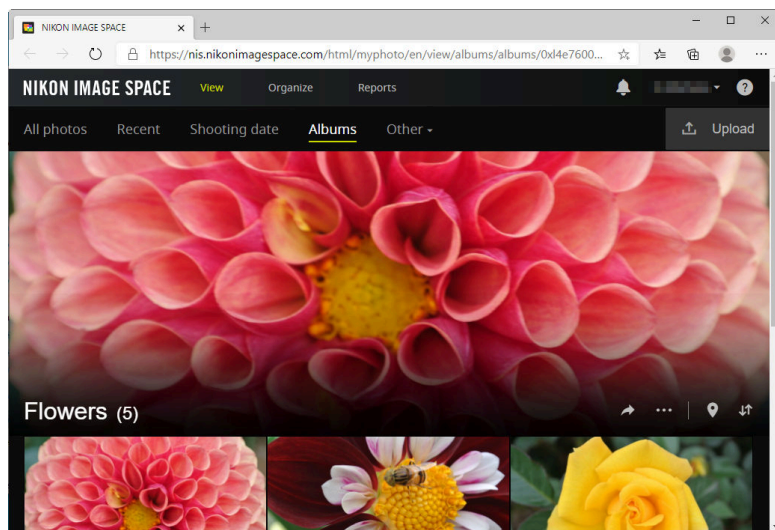 NIKON IMAGE SPACE
https://nis.nikonimagespace.com/html/myphoto/en/view/albums/albums/0xl4e7600...
NIKON IMAGE SPACE View Organize Reports
All photos Recent Shooting date Albums Other Upload
Flowers (5)